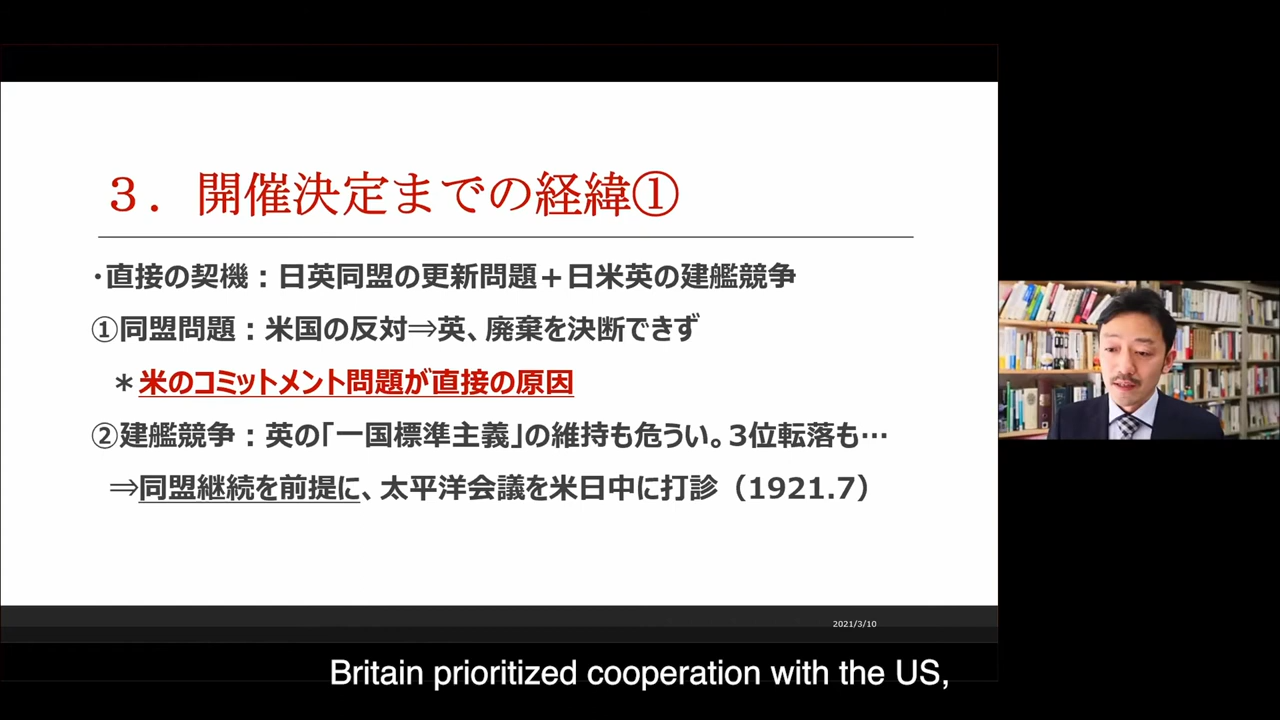 ３．開催決定までの経緯①
・直接の契機：日英同盟の更新問題＋日米英の建艦競争
①同盟問題：米国の反対⇒英、廃棄を決断できず
＊米のコミットメント問題が直接の原因
②建艦競争：英の「一国標準主義」の維持も危うい。3位転落も…
⇒同盟継続を前提に、太平洋会議を米日中に打診（1921.7）
2021/3/10
Britain prioritized cooperation with the US,